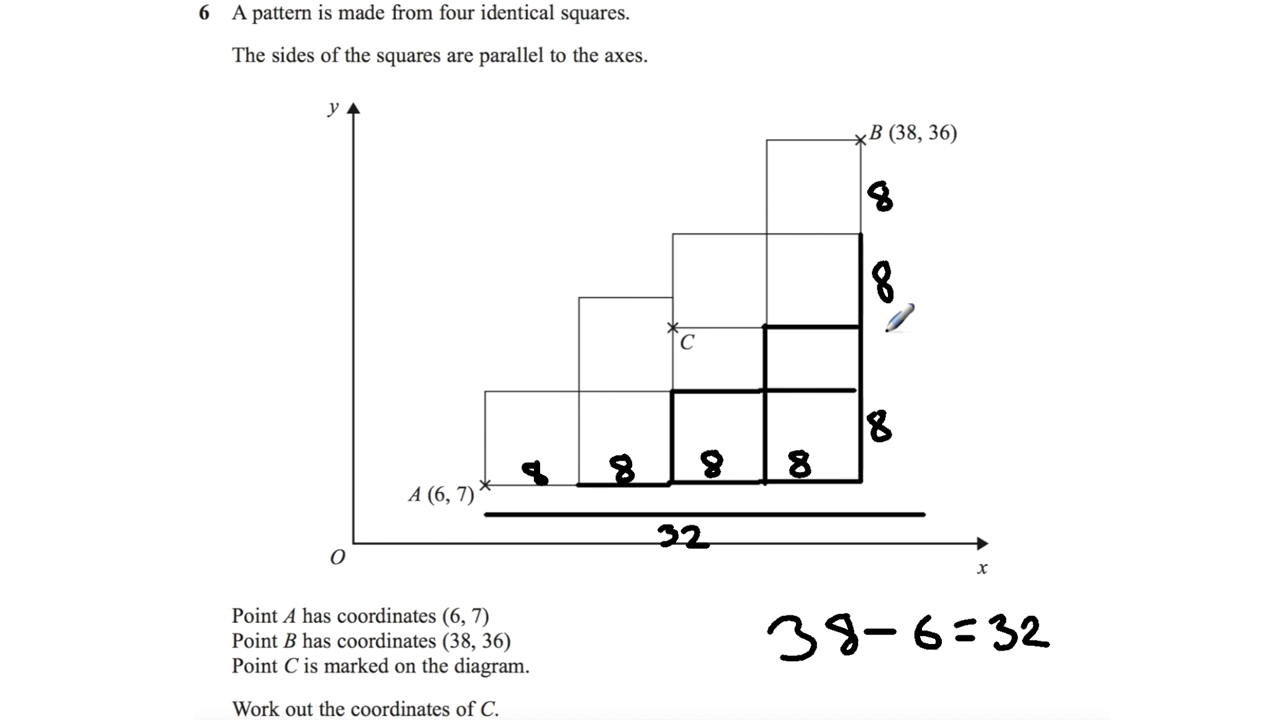 6 A pattern is made from four identical squares.
The sides of the squares are parallel to the axes.
y
B (38, 36)
8
8
C
8
8 8 8 8
A (6, 7)
32
O
x
Point A has coordinates (6, 7)
Point B has coordinates (38, 36)
Point C is marked on the diagram.
38 - 6 = 32
Work out the coordinates of C.